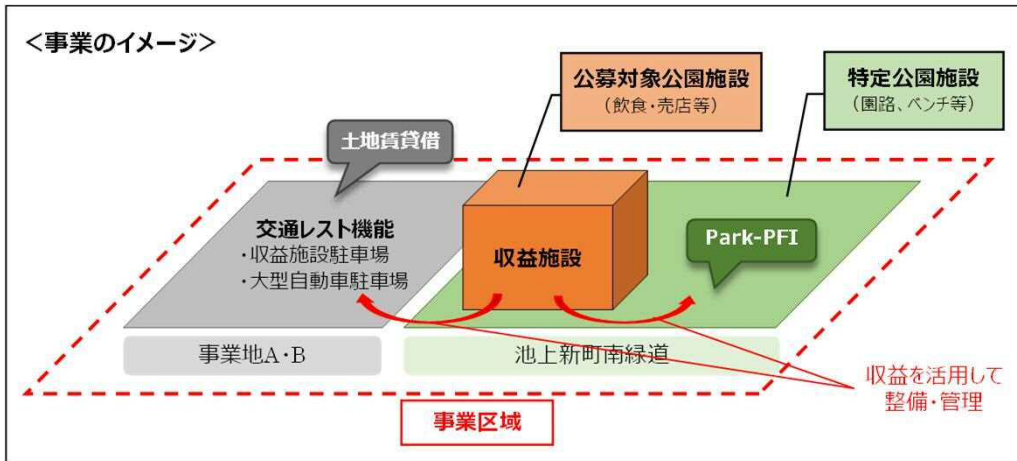 ＜事業のイメージ＞
公募対象公園施設
（飲食・売店等）
特定公園施設
（園路、ベンチ等）
土地賃貸借
交通レスト機能
・収益施設駐車場
・大型自動車駐車場
収益施設
Park-PFI
事業地A・B
池上新町南緑道
収益を活用して
整備・管理
事業区域